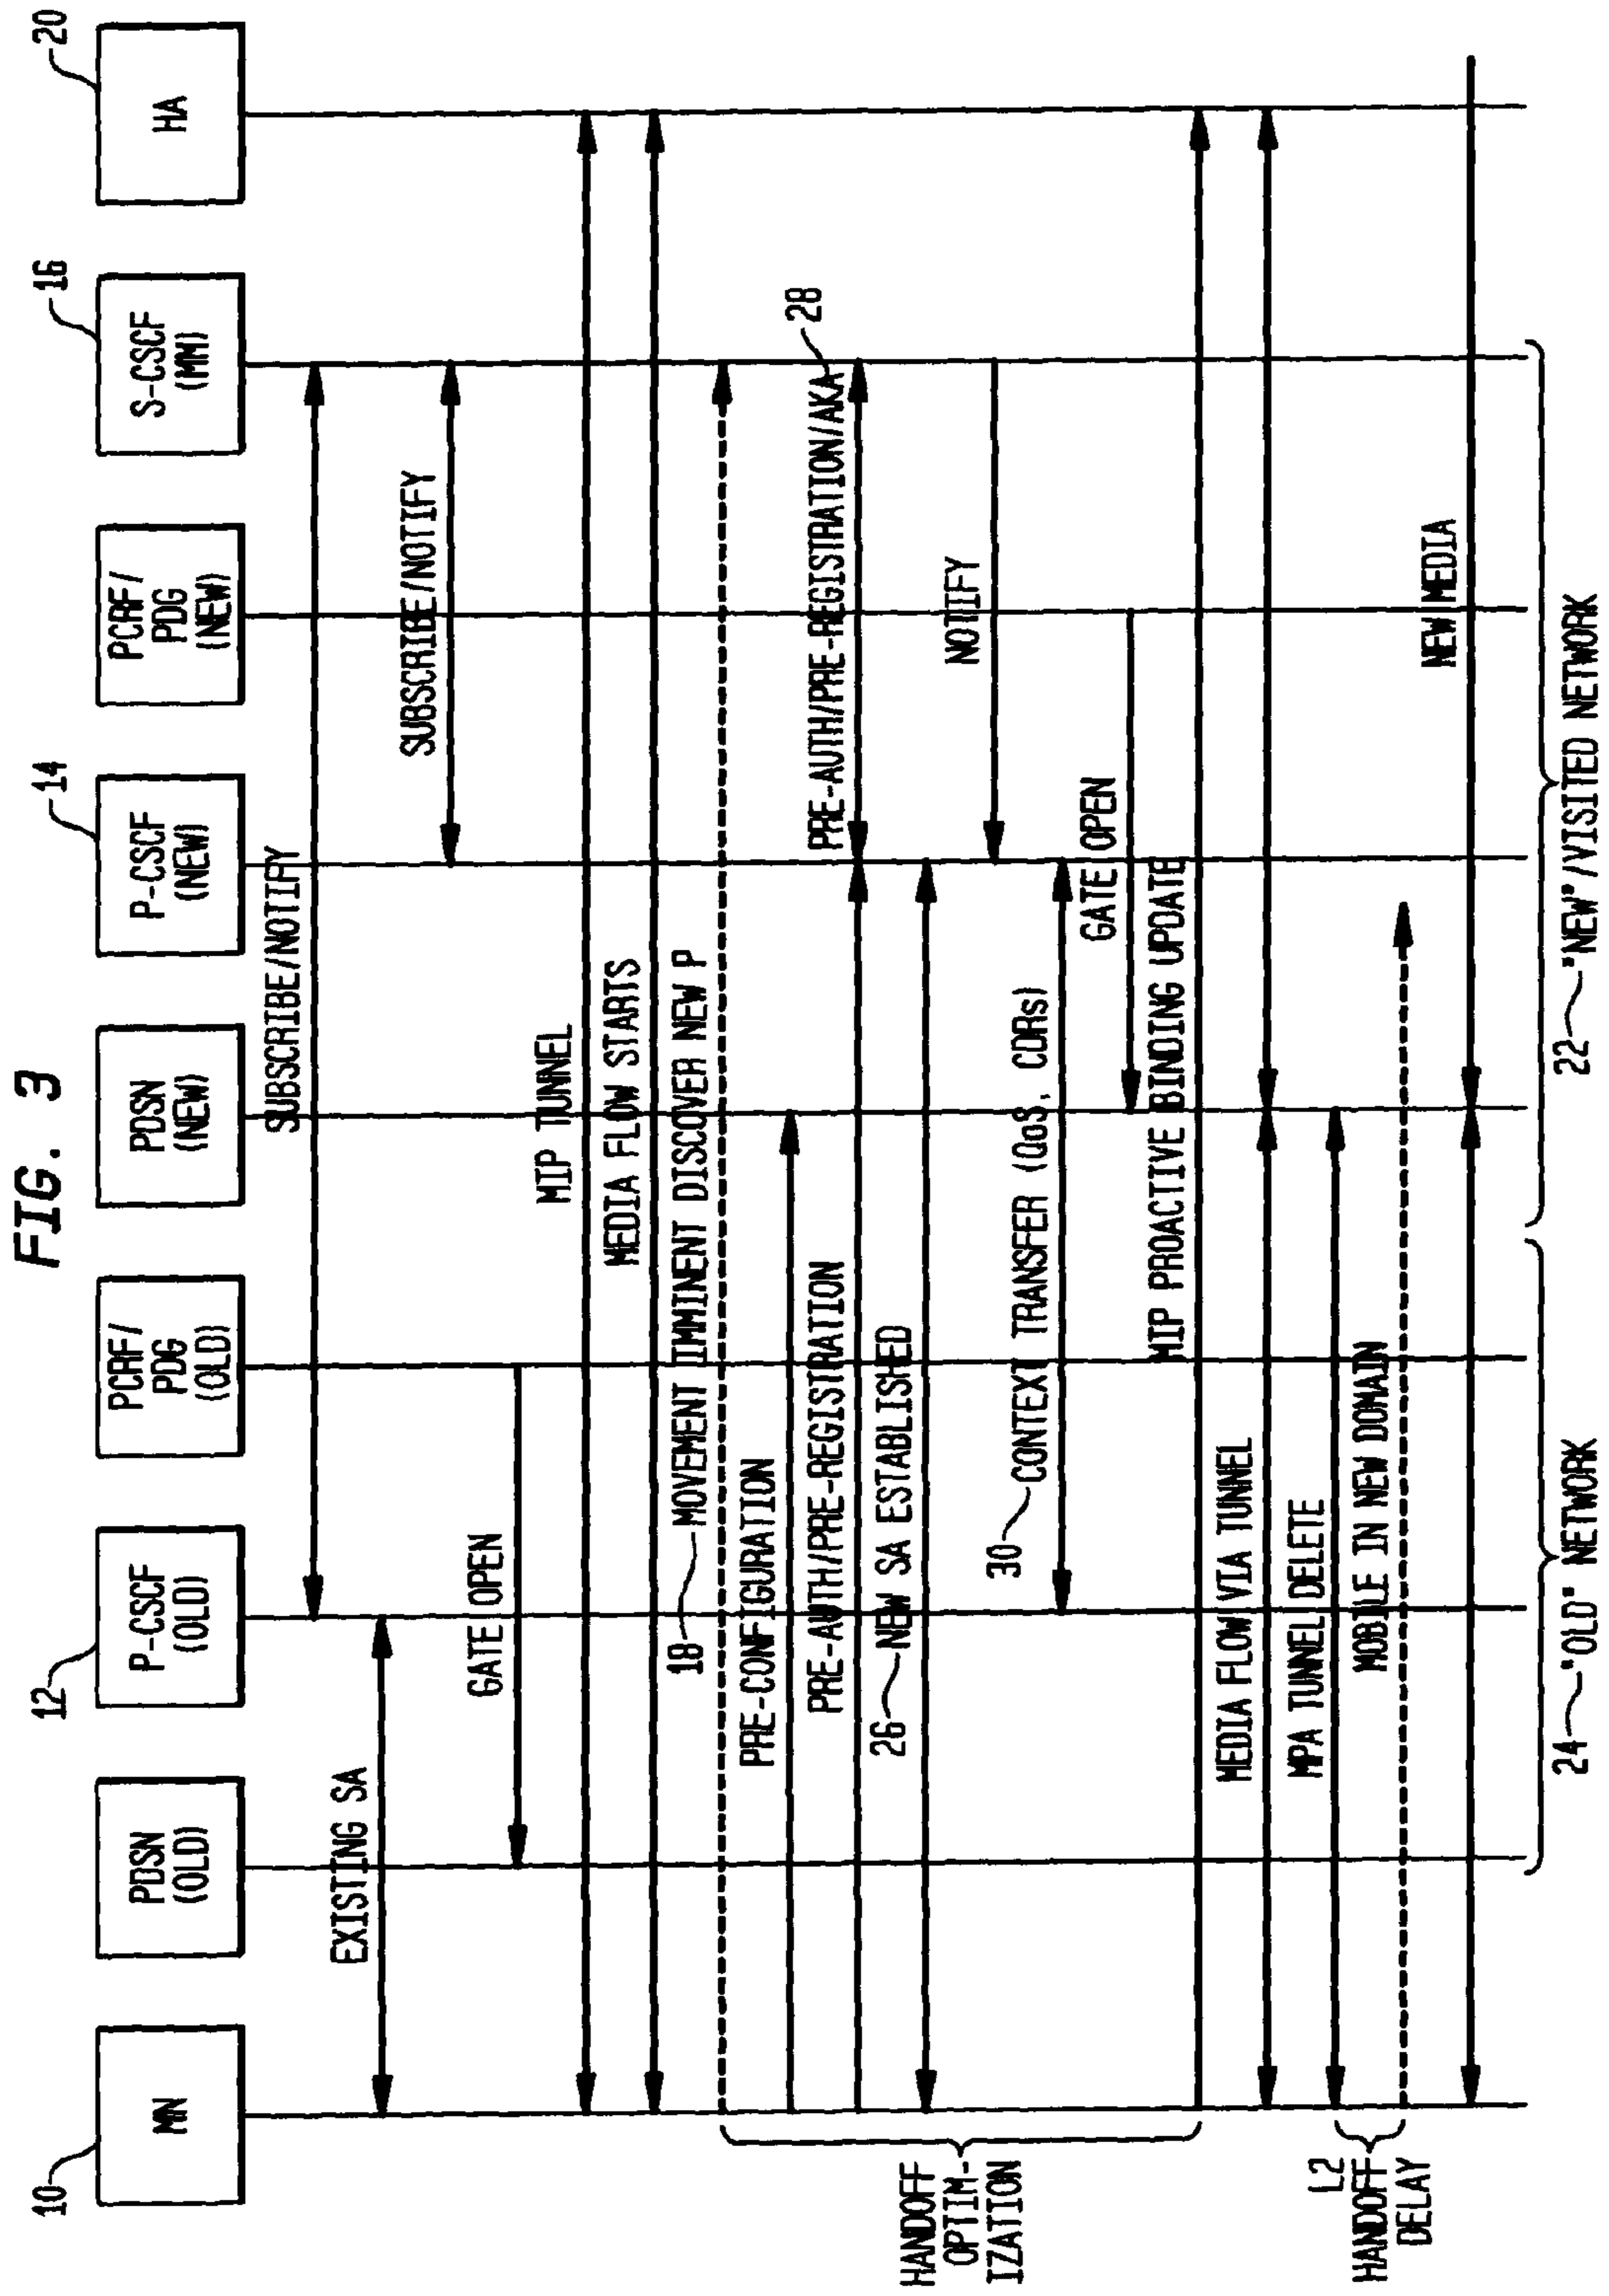 FIG. 3
10
MN
PDSN
(OLD)
12
P-CSCF
(OLD)
PCRF/
PDG
(OLD)
PDSN
(NEW)
14
P-CSCF
(NEW)
PCRF/
PDG
(NEW)
16
S-CSCF
(MM)
20
HA
SUBSCRIBE/NOTIFY
EXISTING SA
SUBSCRIBE/NOTIFY
GATE OPEN
MIP TUNNEL
MEDIA FLOW STARTS
18
MOVEMENT IMMINENT DISCOVER NEW P
PRE-CONFIGURATION
PRE-AUTH/PRE-REGISTRATION
PRE-AUTH/PRE-REGISTRATION/AKA
28
26
NEW SA ESTABLISHED
NOTIFY
30
CONTEXT TRANSFER (QoS, CDRs)
GATE OPEN
MIP PROACTIVE BINDING UPDATE
HANDOFF
OPTIM-
IZATION
MEDIA FLOW VIA TUNNEL
MPA TUNNEL DELETE
MOBILE IN NEW DOMAIN
L2
HANDOFF
DELAY
NEW MEDIA
24
"OLD" NETWORK
22
"NEW"/VISITED NETWORK